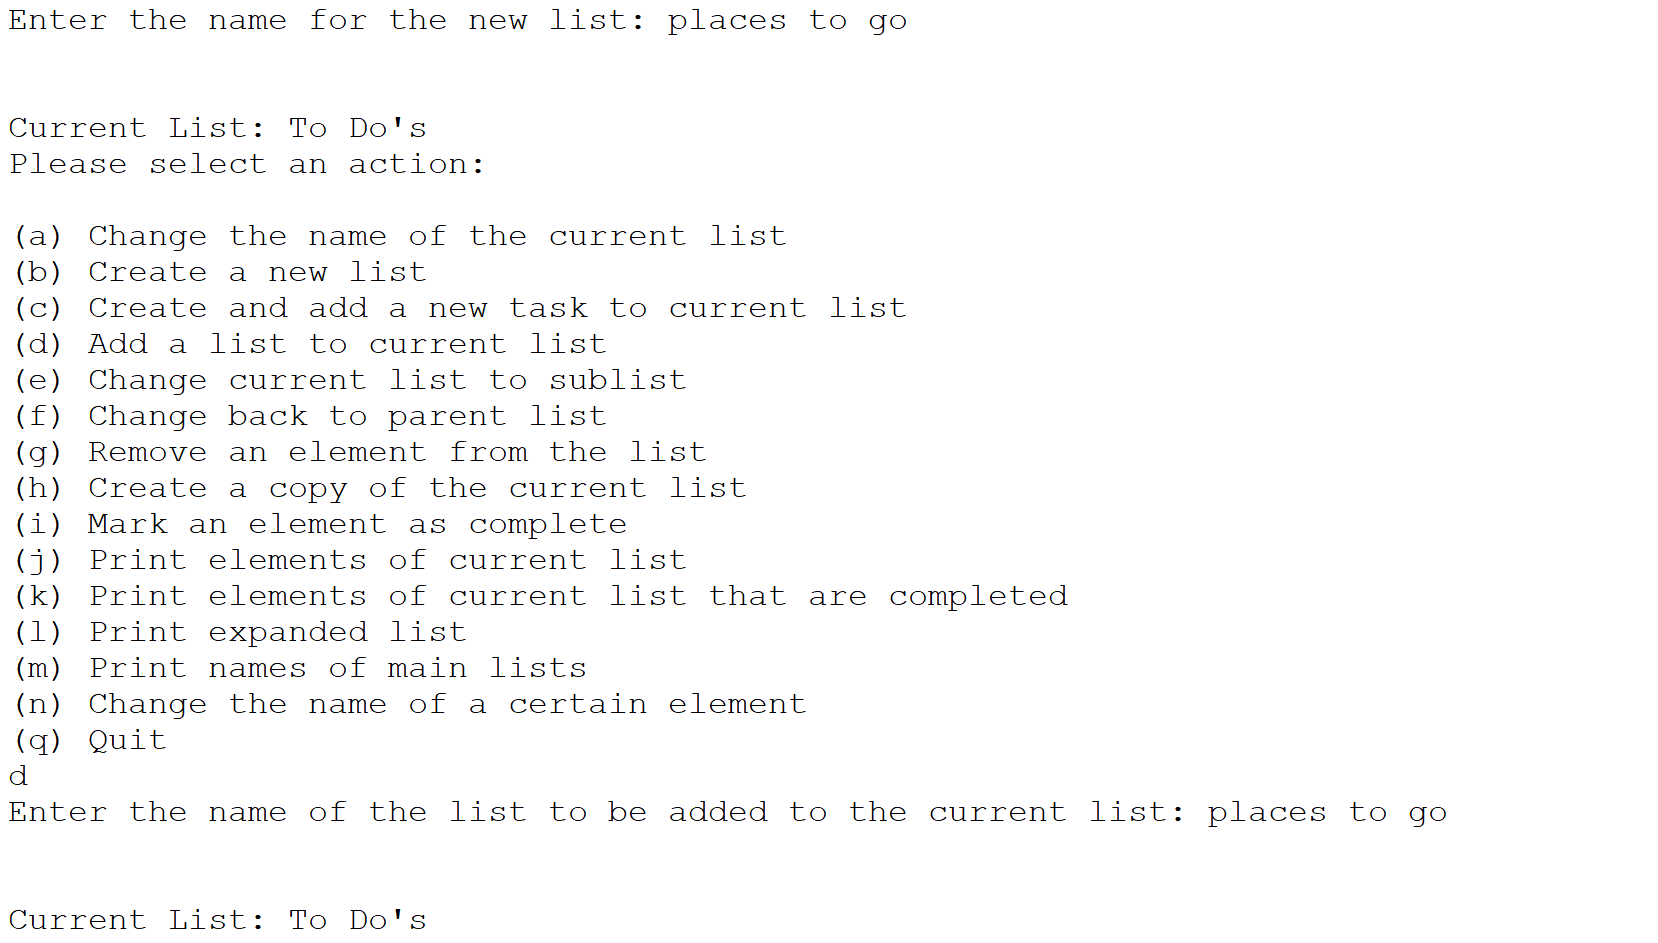 Enter the name for the new list: places to go
Current List: To Do's
Please select an action:
(a) Change the name of the current list
(b) Create a new list
(c) Create and add a new task to current list
(d) Add a list to current list
(e) Change current list to sublist
(f) Change back to parent list
(g) Remove an element from the list
(h) Create a copy of the current list
(i) Mark an element as complete
(j) Print elements of current list
(k) Print elements of current list that are completed
(l) Print expanded list
(m) Print names of main lists
(n) Change the name of a certain element
(q) Quit
d
Enter the name of the list to be added to the current list: places to go
Current List: To Do's